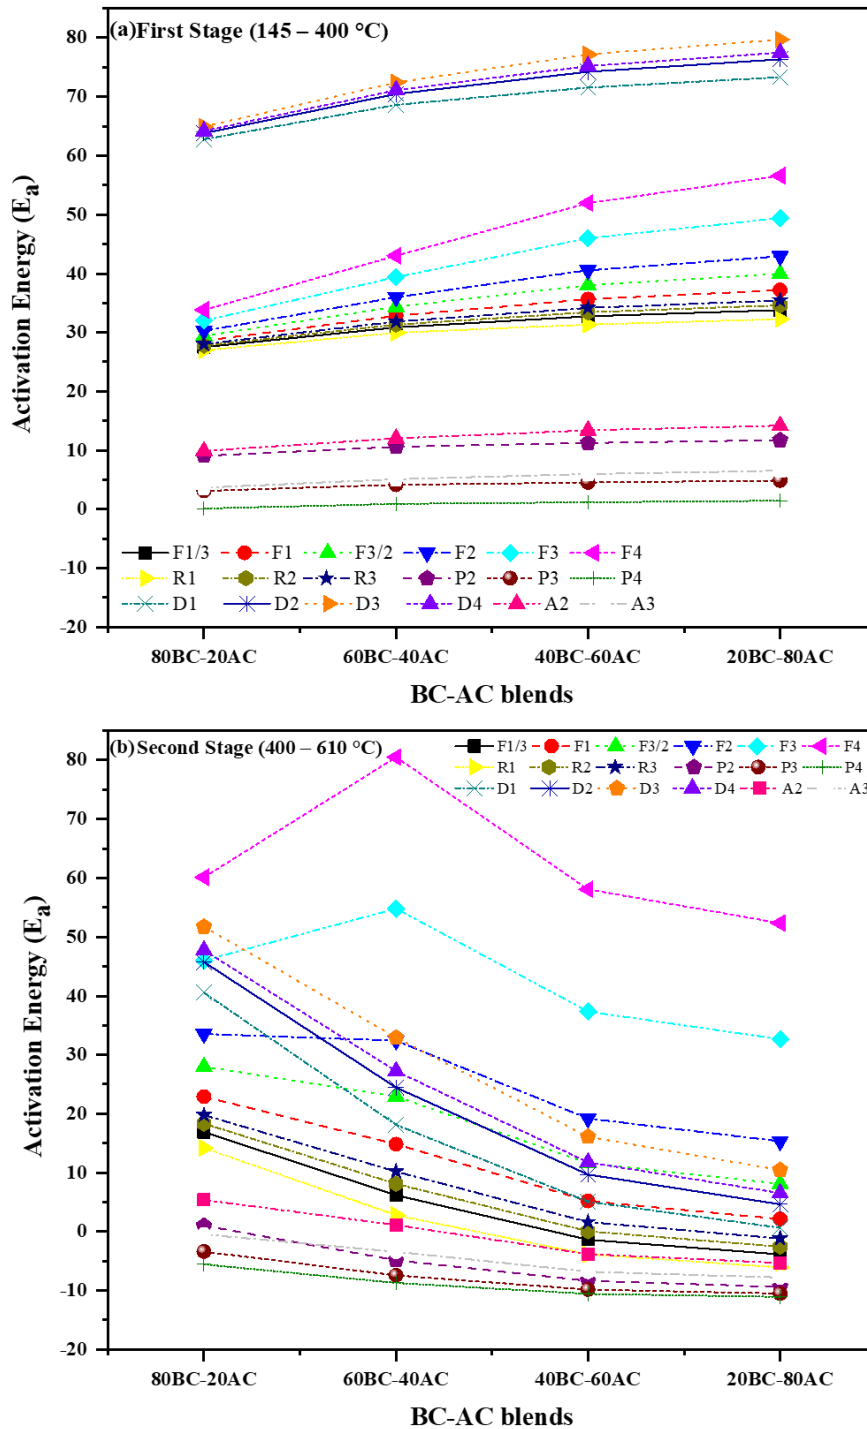 (a)First Stage (145 – 400 °C)
80
70
60
50
40
30
20
10
0
-10
-20
Activation Energy (Ea)
F1/3 F1 F3/2 F2 F3 F4
R1 R2 R3 P2 P3 P4
D1 D2 D3 D4 A2 A3
80BC-20AC 60BC-40AC 40BC-60AC 20BC-80AC
BC-AC blends
(b)Second Stage (400 – 610 °C)
F1/3 F1 F3/2 F2 F3 F4
R1 R2 R3 P2 P3 P4
D1 D2 D3 D4 A2 A3
80
70
60
50
40
30
20
10
0
-10
-20
Activation Energy (Ea)
80BC-20AC 60BC-40AC 40BC-60AC 20BC-80AC
BC-AC blends